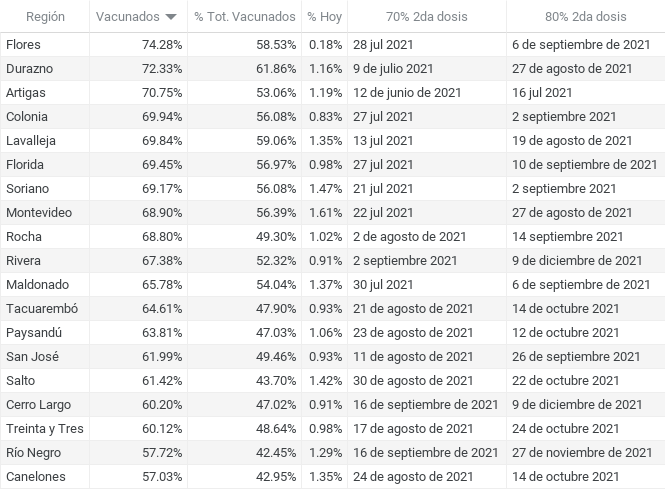 Región Vacunados % Tot. Vacunados % Hoy 70% 2da dosis 80% 2da dosis
Flores 74.28% 58.53% 0.18% 28 jul 2021 6 de septiembre de 2021
Durazno 72.33% 61.86% 1.16% 9 de julio 2021 27 de agosto de 2021
Artigas 70.75% 53.06% 1.19% 12 de junio de 2021 16 jul 2021
Colonia 69.94% 56.08% 0.83% 27 jul 2021 2 septiembre 2021
Lavalleja 69.84% 59.06% 1.35% 13 jul 2021 19 de agosto de 2021
Florida 69.45% 56.97% 0.98% 27 jul 2021 10 de septiembre de 2021
Soriano 69.17% 56.08% 1.47% 21 jul 2021 2 septiembre 2021
Montevideo 68.90% 56.39% 1.61% 22 jul 2021 27 de agosto de 2021
Rocha 68.80% 49.30% 1.02% 2 de agosto de 2021 14 septiembre 2021
Rivera 67.38% 52.32% 0.91% 2 septiembre 2021 9 de diciembre de 2021
Maldonado 65.78% 54.04% 1.37% 30 jul 2021 6 de septiembre de 2021
Tacuarembó 64.61% 47.90% 0.93% 21 de agosto de 2021 14 de octubre 2021
Paysandú 63.81% 47.03% 1.06% 23 de agosto de 2021 12 de octubre 2021
San José 61.99% 49.46% 0.93% 11 de agosto de 2021 26 de septiembre 2021
Salto 61.42% 43.70% 1.42% 30 de agosto de 2021 22 de octubre 2021
Cerro Largo 60.20% 47.02% 0.91% 16 de septiembre de 2021 9 de diciembre de 2021
Treinta y Tres 60.12% 48.64% 0.98% 17 de agosto de 2021 24 de octubre 2021
Río Negro 57.72% 42.45% 1.29% 16 de septiembre de 2021 27 de noviembre de 2021
Canelones 57.03% 42.95% 1.35% 24 de agosto de 2021 14 de octubre 2021